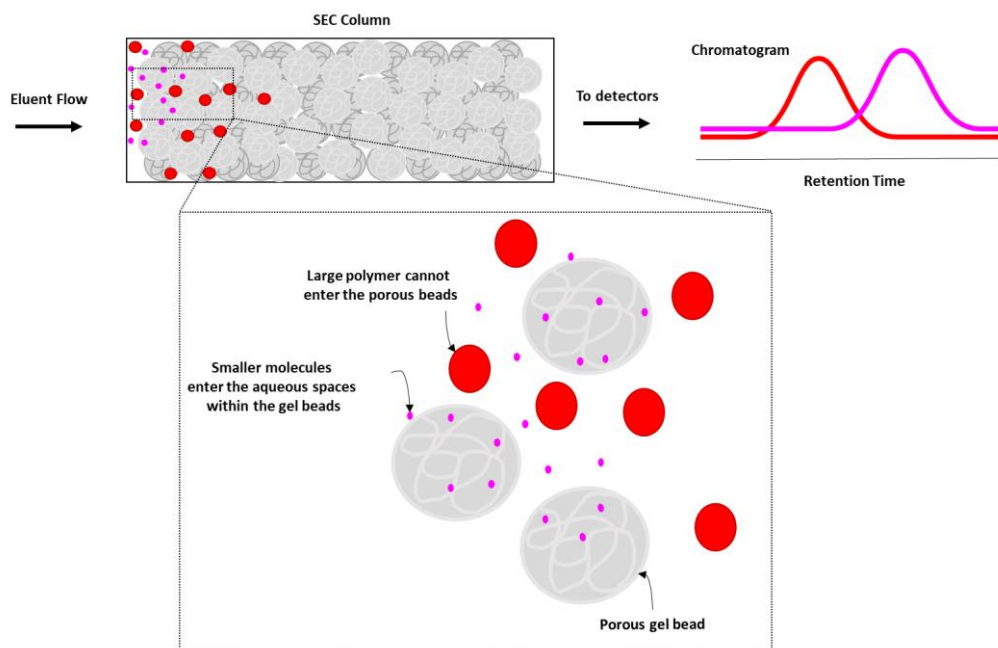 SEC Column
Eluent Flow
To detectors
Chromatogram
Retention Time
Large polymer cannot
enter the porous beads
Smaller molecules
enter the aqueous spaces
within the gel beads
Porous gel bead